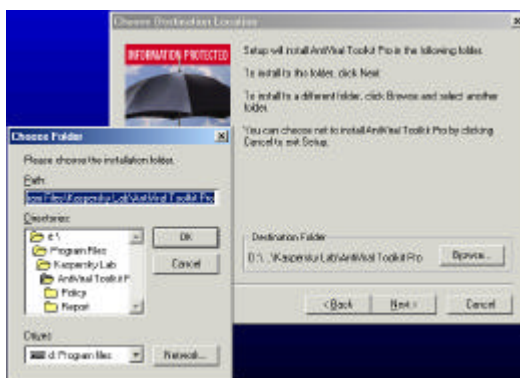 Choose Destination Location
INFORMATION PROTECTED
Setup will install AntiViral Toolkit Pro in the following folder.
To install to this folder, click Next.
To install to a different folder, click Browse and select another
folder.
You can choose not to install AntiViral Toolkit Pro by clicking
Cancel to exit Setup.
Destination Folder
D:\...\Kaspersky Lab\AntiViral Toolkit Pro
Browse...
< Back
Next >
Cancel
Choose Folder
Please choose the installation folder.
Path:
ram Files\Kaspersky Lab\AntiViral Toolkit Pro
Directories:
d:\
Program Files
Kaspersky Lab
AntiViral Toolkit P
Policy
Report
OK
Cancel
Drives:
d: Program files
Network...